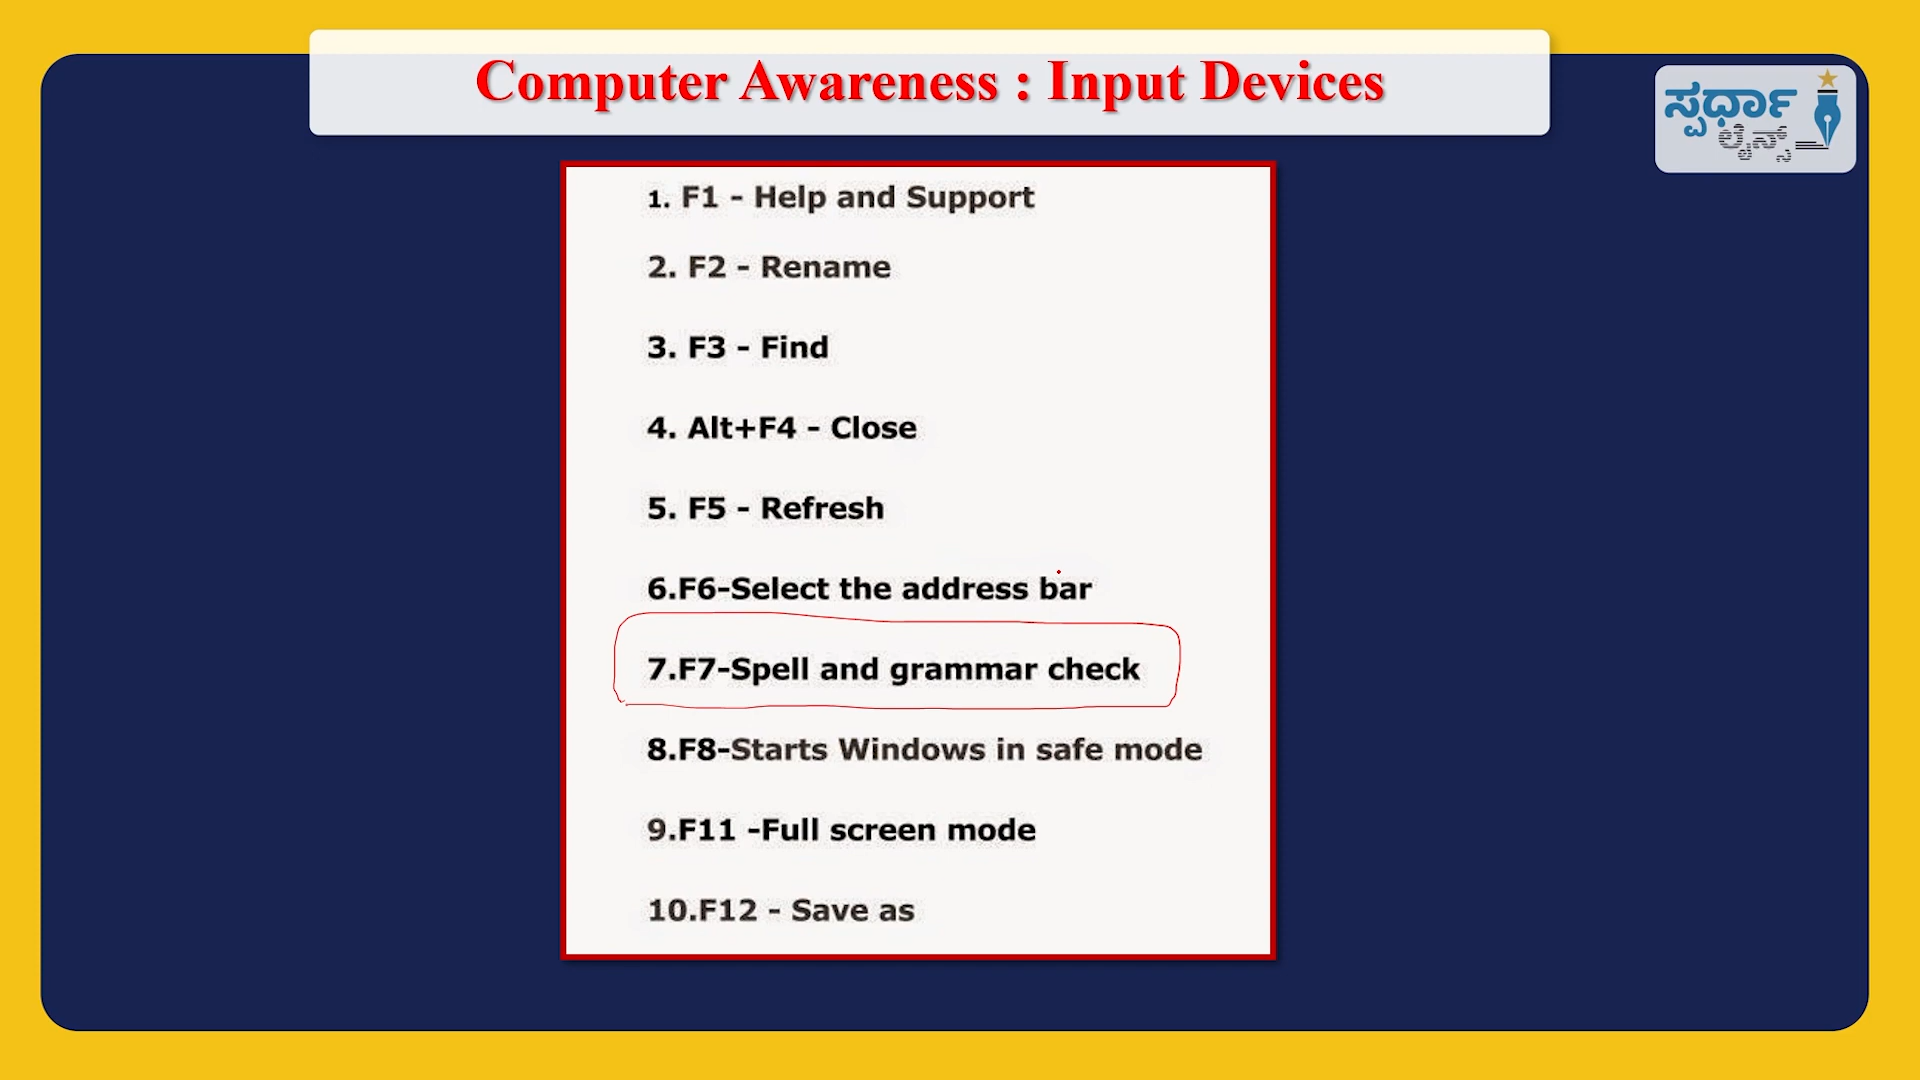 Computer Awareness : Input Devices
ಸ್ಪರ್ಧಾ
ಲೈನ್ಸ್
1. F1 - Help and Support
2. F2 - Rename
3. F3 - Find
4. Alt+F4 - Close
5. F5 - Refresh
6.F6-Select the address bar
7.F7-Spell and grammar check
8.F8-Starts Windows in safe mode
9.F11 -Full screen mode
10.F12 - Save as